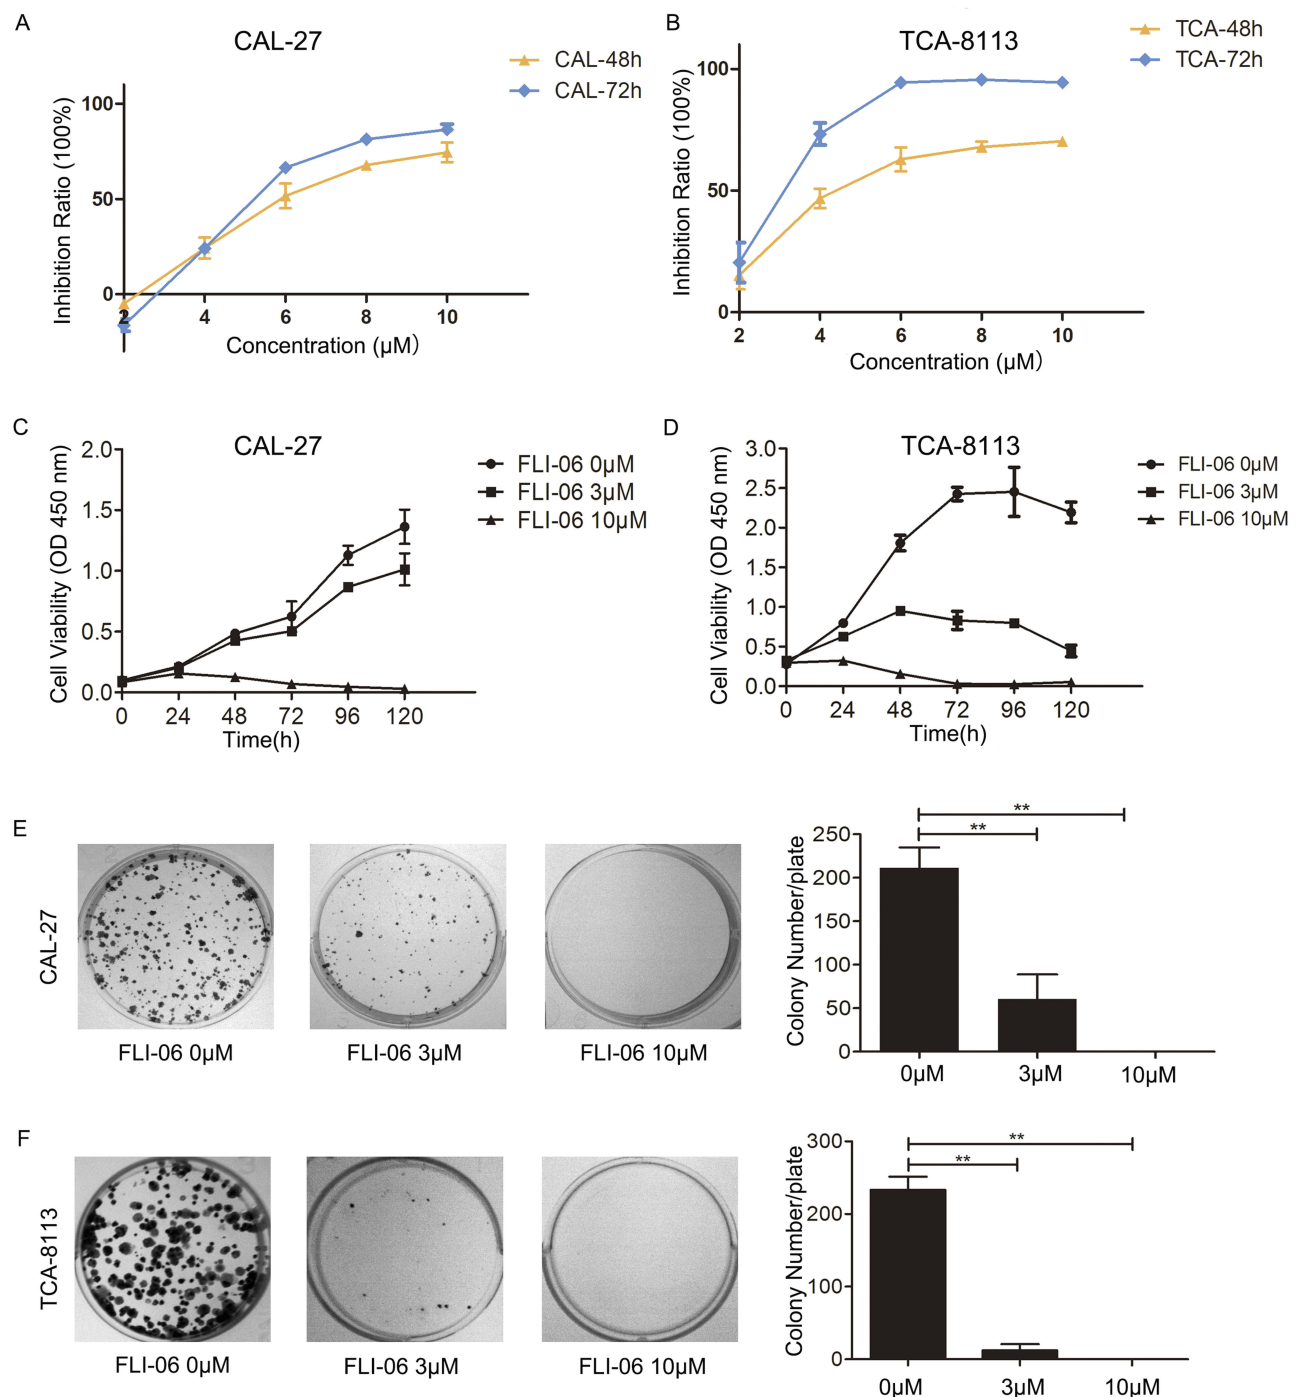 A
CAL-27
CAL-48h
CAL-72h
Inhibition Ratio (100%)
100
50
0
2
4
6
8
10
Concentration (μM)
B
TCA-8113
TCA-48h
TCA-72h
Inhibition Ratio (100%)
100
50
0
2
4
6
8
10
Concentration (μM)
C
CAL-27
FLI-06 0μM
FLI-06 3μM
FLI-06 10μM
Cell Viability (OD 450 nm)
2.0
1.5
1.0
0.5
0.0
0
24
48
72
96
120
Time(h)
D
TCA-8113
FLI-06 0μM
FLI-06 3μM
FLI-06 10μM
Cell Viability (OD 450 nm)
3.0
2.5
2.0
1.5
1.0
0.5
0.0
0
24
48
72
96
120
Time(h)
E
CAL-27
FLI-06 0μM
FLI-06 3μM
FLI-06 10μM
Colony Number/plate
250
200
150
100
50
0
**
**
0μM
3μM
10μM
F
TCA-8113
FLI-06 0μM
FLI-06 3μM
FLI-06 10μM
Colony Number/plate
300
200
100
0
**
**
0μM
3μM
10μM